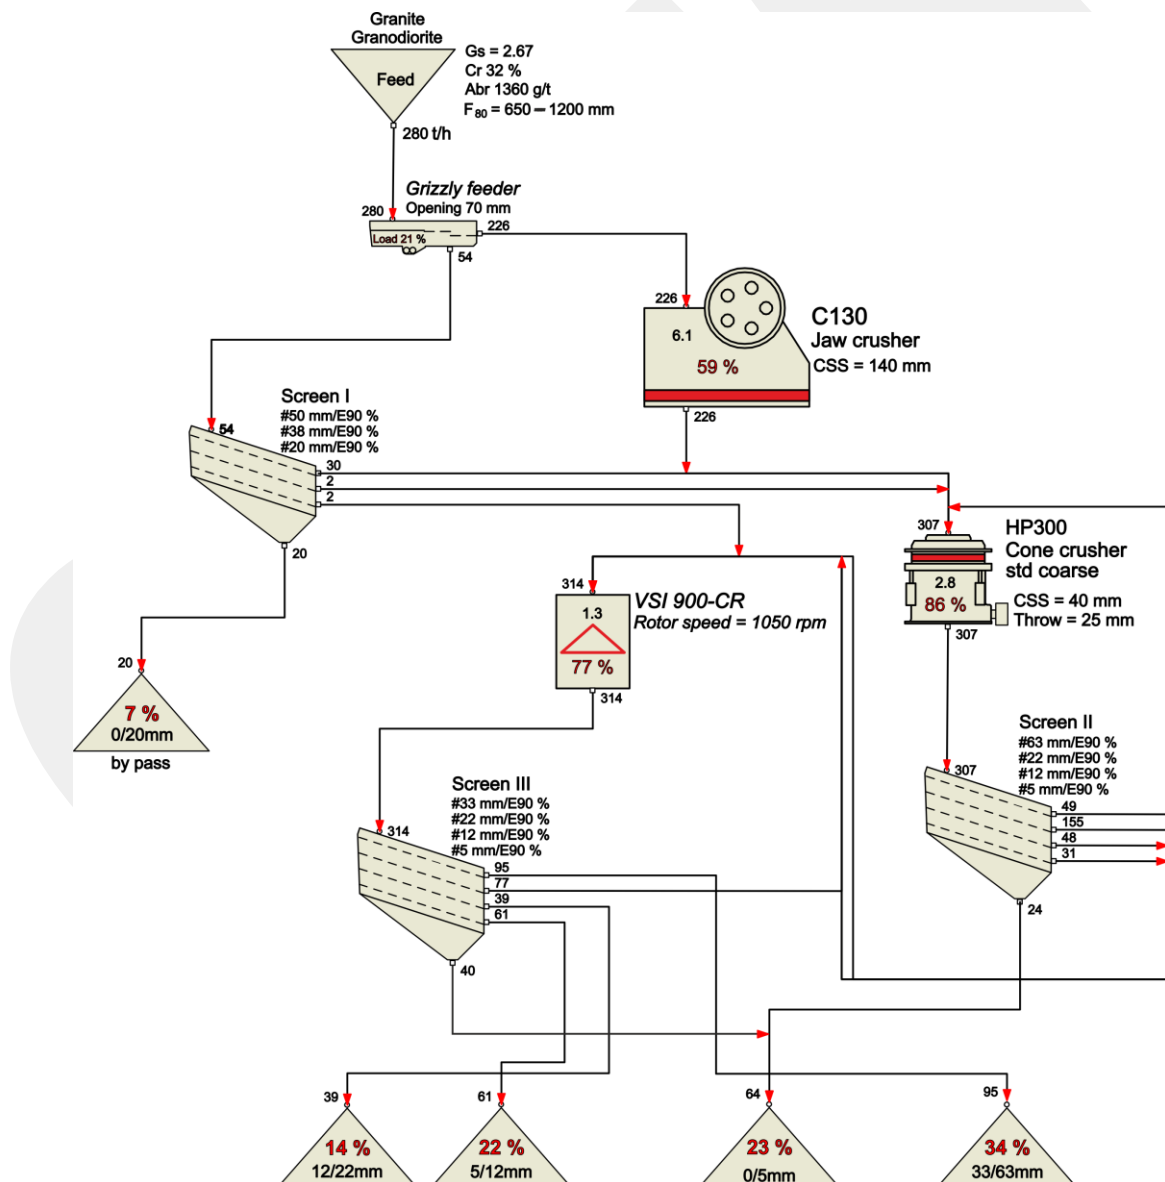 Granite
Granodiorite
Feed
Gs = 2.67
Cr 32 %
Abr 1360 g/t
F80 = 650 – 1200 mm
280 t/h
Grizzly feeder
Opening 70 mm
280
226
Load 21 %
54
226
6.1
59 %
C130
Jaw crusher
CSS = 140 mm
226
Screen I
#50 mm/E90 %
#38 mm/E90 %
#20 mm/E90 %
54
30
2
2
20
307
HP300
Cone crusher
std coarse
2.8
86 %
CSS = 40 mm
Throw = 25 mm
307
314
VSI 900-CR
Rotor speed = 1050 rpm
1.3
77 %
314
20
7 %
0/20mm
by pass
Screen II
#63 mm/E90 %
#22 mm/E90 %
#12 mm/E90 %
#5 mm/E90 %
307
49
155
48
31
24
Screen III
#33 mm/E90 %
#22 mm/E90 %
#12 mm/E90 %
#5 mm/E90 %
314
95
77
39
61
40
39
14 %
12/22mm
61
22 %
5/12mm
64
23 %
0/5mm
95
34 %
33/63mm